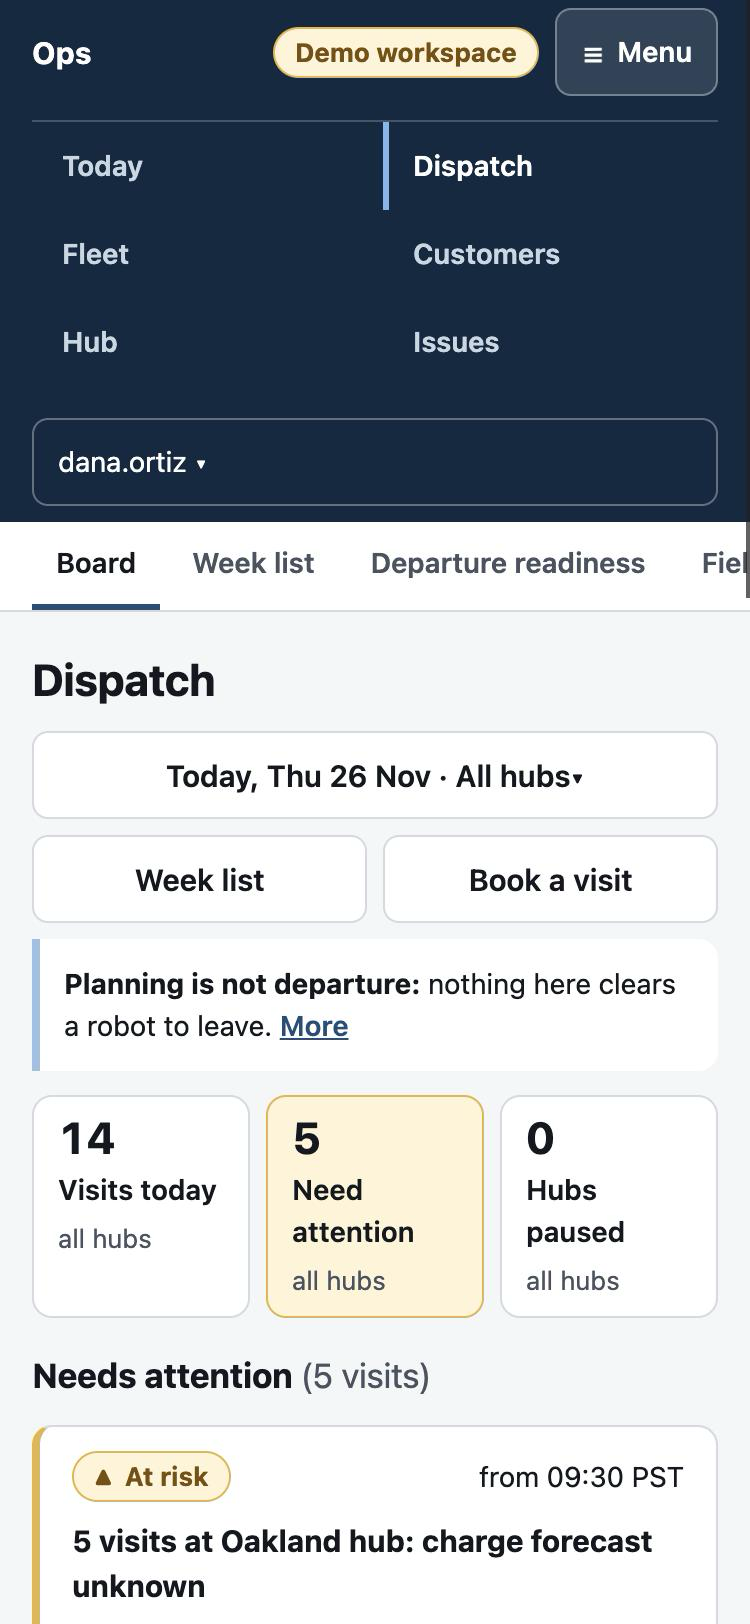 Ops
Demo workspace
≡ Menu
Today
Dispatch
Fleet
Customers
Hub
Issues
dana.ortiz ▾
Board
Week list
Departure readiness
Dispatch
Today, Thu 26 Nov · All hubs▾
Week list
Book a visit
Planning is not departure: nothing here clears
a robot to leave. More
14
Visits today
all hubs
5
Need
attention
all hubs
0
Hubs
paused
all hubs
Needs attention (5 visits)
▲ At risk
from 09:30 PST
5 visits at Oakland hub: charge forecast
unknown